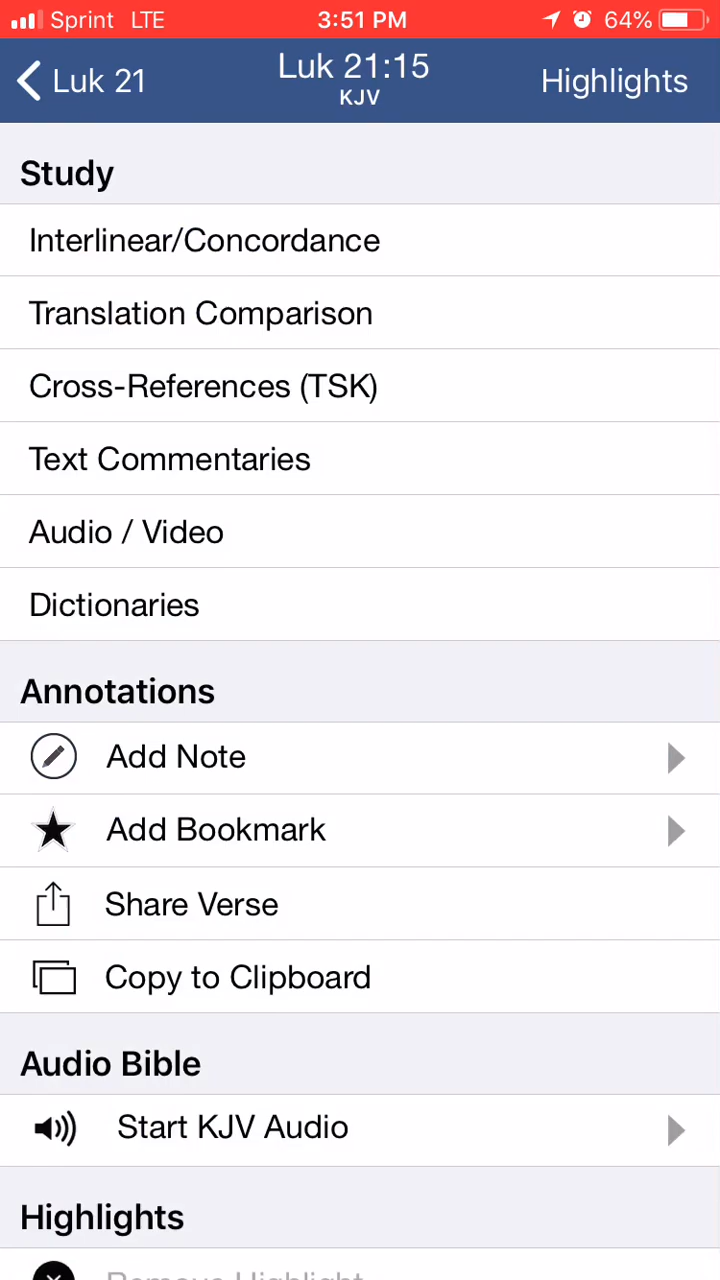 Sprint LTE 3:51 PM 64%
Luk 21 Luk 21:15 Highlights
KJV
Study
Interlinear/Concordance
Translation Comparison
Cross-References (TSK)
Text Commentaries
Audio / Video
Dictionaries
Annotations
Add Note
Add Bookmark
Share Verse
Copy to Clipboard
Audio Bible
Start KJV Audio
Highlights
Remove Highlight